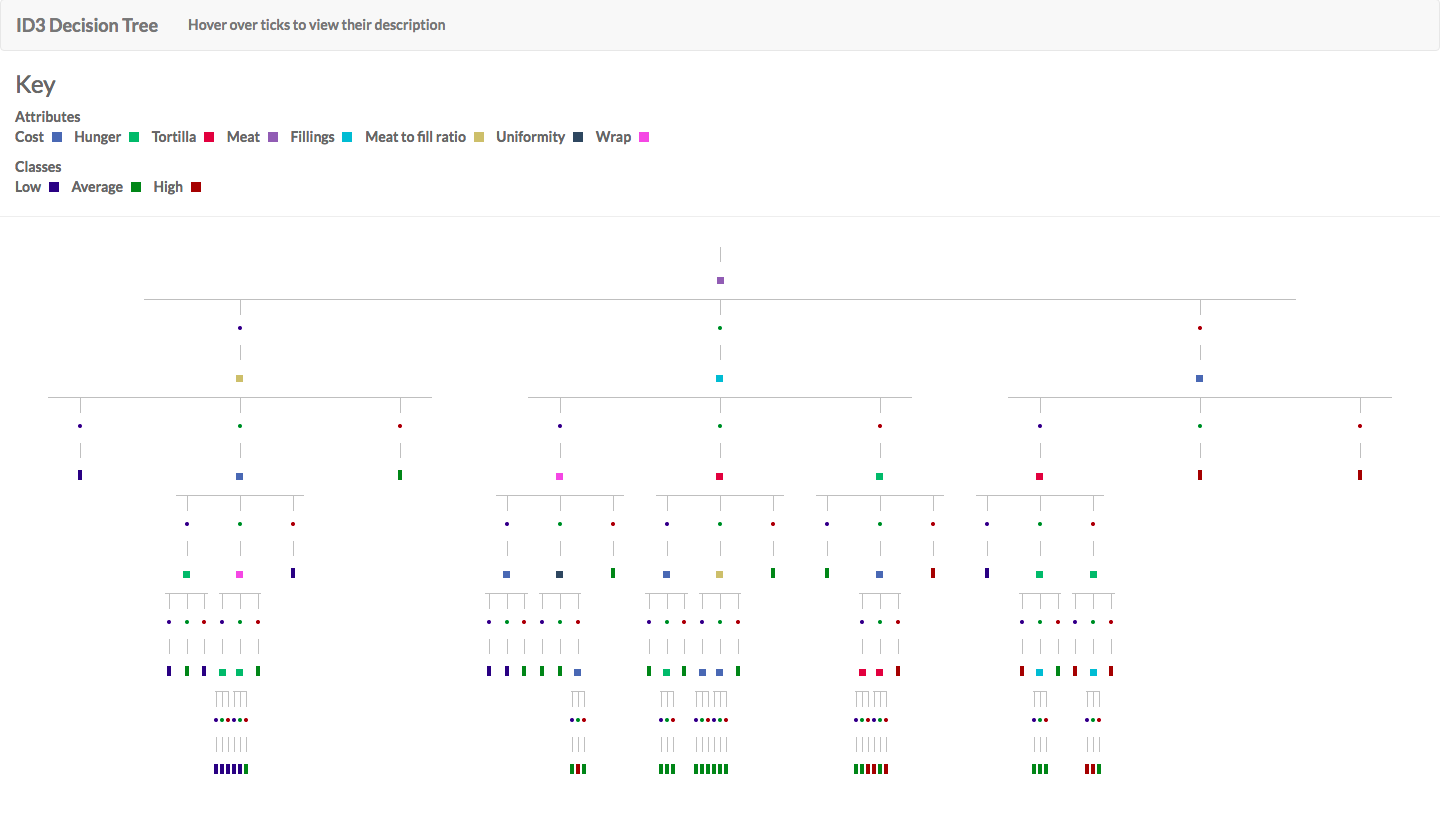 ID3 Decision Tree Hover over ticks to view their description
Key
Attributes
Cost Hunger Tortilla Meat Fillings Meat to fill ratio Uniformity Wrap
Classes
Low Average High